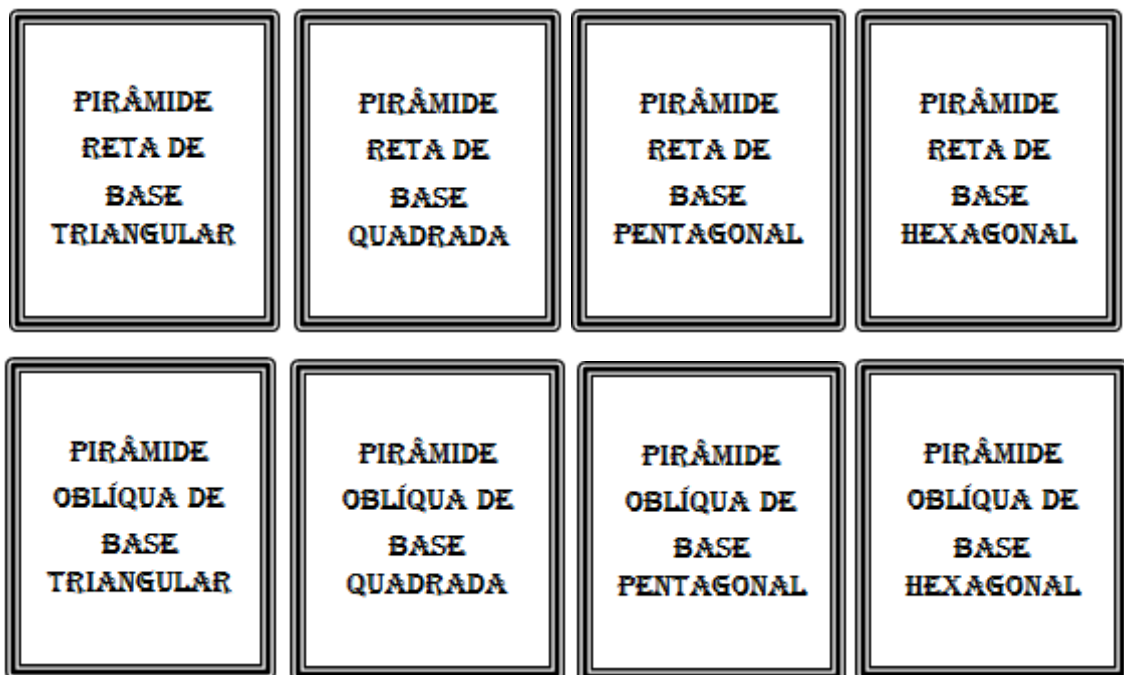 PIRÂMIDE
RETA DE
BASE
TRIANGULAR
PIRÂMIDE
RETA DE
BASE
QUADRADA
PIRÂMIDE
RETA DE
BASE
PENTAGONAL
PIRÂMIDE
RETA DE
BASE
HEXAGONAL
PIRÂMIDE
OBLÍQUA DE
BASE
TRIANGULAR
PIRÂMIDE
OBLÍQUA DE
BASE
QUADRADA
PIRÂMIDE
OBLÍQUA DE
BASE
PENTAGONAL
PIRÂMIDE
OBLÍQUA DE
BASE
HEXAGONAL